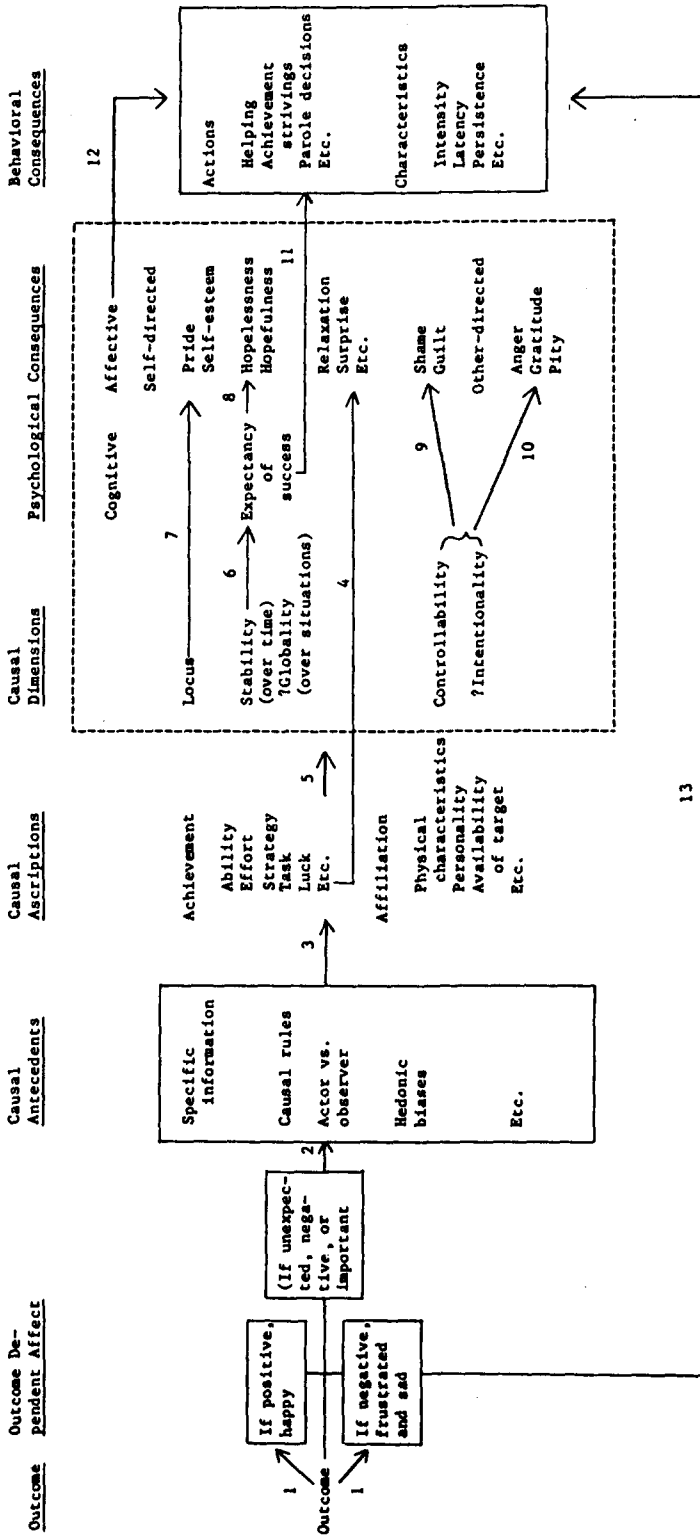 Outcome
Outcome De-
pendent Affect
Causal
Antecedents
Causal
Ascriptions
Causal
Dimensions
Psychological Consequences
Behavioral
Consequences
Outcome
1
1
If positive,
happy
If negative,
frustrated
and sad
(If unexpec-
ted, nega-
tive, or
important
2
Specific
information
Causal rules
Actor vs.
observer
Hedonic
biases
Etc.
3
Achievement
Ability
Effort
Strategy
Task
Luck
Etc.
Affiliation
Physical
characteristics
Personality
Availability
of target
Etc.
5
4
Locus
Stability
(over time)
?Globality
(over situations)
Controllability
?Intentionality
6
7
Cognitive
Expectancy
of
success
8
9
10
Affective
Self-directed
Pride
Self-esteem
Hopelessness
Hopefulness
Relaxation
Surprise
Etc.
Shame
Guilt
Other-directed
Anger
Gratitude
Pity
11
12
Actions
Helping
Achievement
strivings
Parole decisions
Etc.
Characteristics
Intensity
Latency
Persistence
Etc.
13